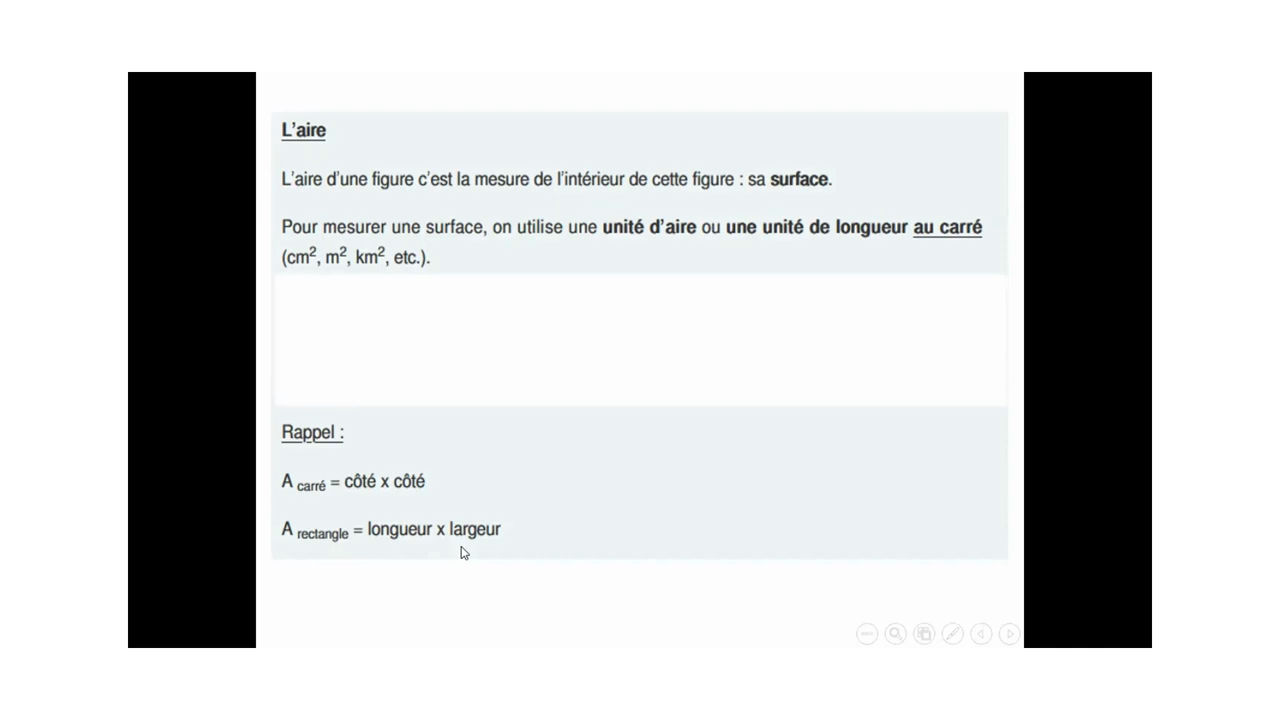 L'aire
L'aire d'une figure c'est la mesure de l'intérieur de cette figure : sa surface.
Pour mesurer une surface, on utilise une unité d'aire ou une unité de longueur au carré
(cm², m², km², etc.).
Rappel :
A carré = côté x côté
A rectangle = longueur x largeur